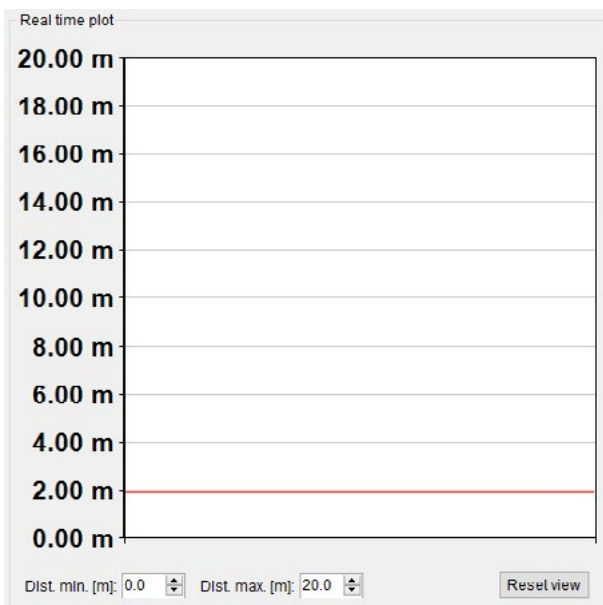 Real time plot
20.00 m
18.00 m
16.00 m
14.00 m
12.00 m
10.00 m
8.00 m
6.00 m
4.00 m
2.00 m
0.00 m
Dist. min. [m]: 0.0 Dist. max. [m]: 20.0 Reset view